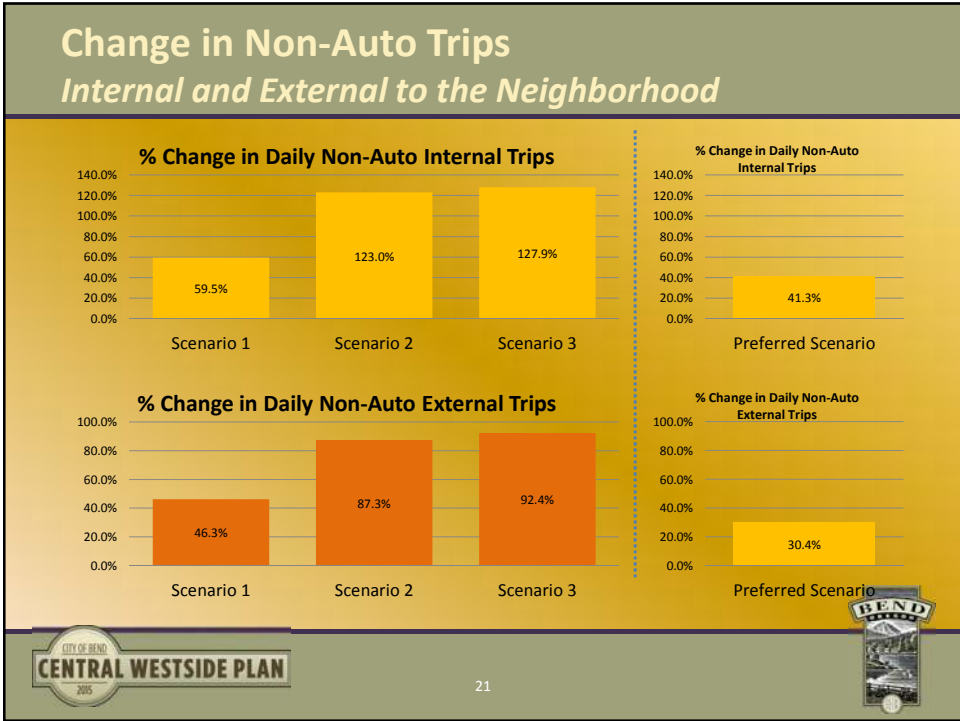 Change in Non-Auto Trips
Internal and External to the Neighborhood
% Change in Daily Non-Auto Internal Trips
140.0%
120.0%
100.0%
80.0%
60.0%
40.0%
20.0%
0.0%
59.5%
123.0%
127.9%
Scenario 1
Scenario 2
Scenario 3
% Change in Daily Non-Auto
Internal Trips
140.0%
120.0%
100.0%
80.0%
60.0%
40.0%
20.0%
0.0%
41.3%
Preferred Scenario
% Change in Daily Non-Auto External Trips
100.0%
80.0%
60.0%
40.0%
20.0%
0.0%
46.3%
87.3%
92.4%
Scenario 1
Scenario 2
Scenario 3
% Change in Daily Non-Auto
External Trips
100.0%
80.0%
60.0%
40.0%
20.0%
0.0%
30.4%
Preferred Scenario
CITY OF BEND
CENTRAL WESTSIDE PLAN
2015
21
BEND